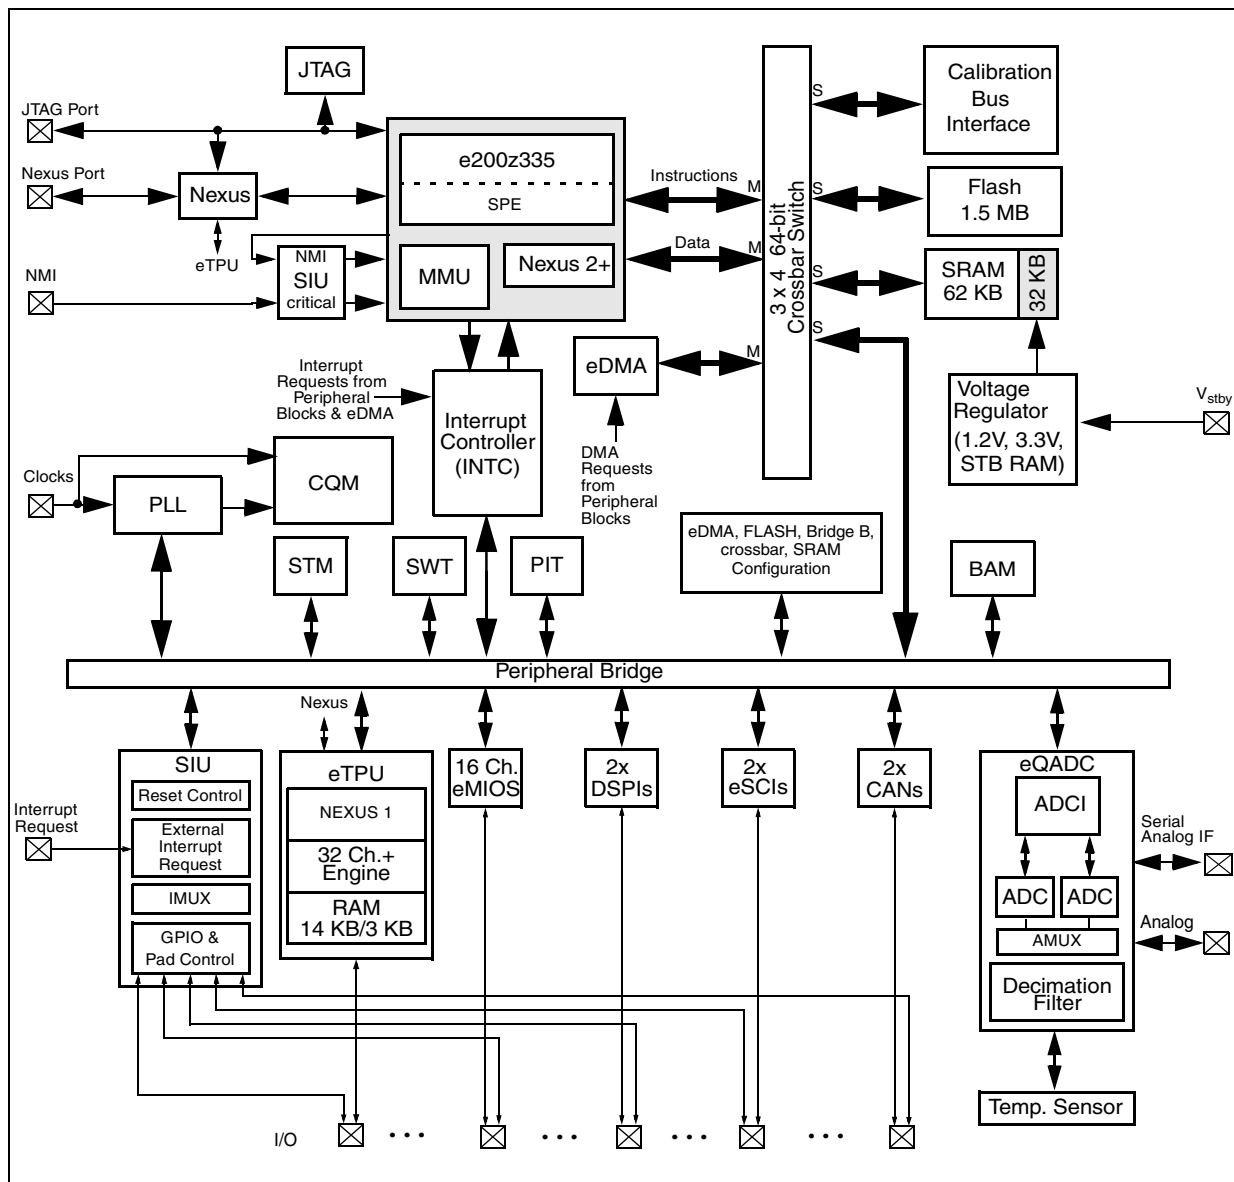 JTAG
JTAG Port
Nexus Port
Nexus
eTPU
NMI
NMI
SIU
critical
e200z335
SPE
MMU
Nexus 2+
Instructions
Data
M
M
M
3 x 4 64-bit
Crossbar Switch
S
S
S
S
Calibration
Bus
Interface
Flash
1.5 MB
SRAM
62 KB
32 KB
Voltage
Regulator
(1.2V, 3.3V,
STB RAM)
Vstby
Interrupt
Requests from
Peripheral
Blocks & eDMA
Interrupt
Controller
(INTC)
eDMA
DMA
Requests
from
Peripheral
Blocks
Clocks
PLL
CQM
STM
SWT
PIT
eDMA, FLASH, Bridge B,
crossbar, SRAM
Configuration
BAM
Peripheral Bridge
SIU
Reset Control
External
Interrupt
Request
IMUX
GPIO &
Pad Control
Interrupt
Request
Nexus
eTPU
NEXUS 1
32 Ch.+
Engine
RAM
14 KB/3 KB
16 Ch.
eMIOS
2x
DSPIs
2x
eSCIs
2x
CANs
eQADC
ADCI
ADC
ADC
AMUX
Decimation
Filter
Serial
Analog IF
Analog
Temp. Sensor
I/O